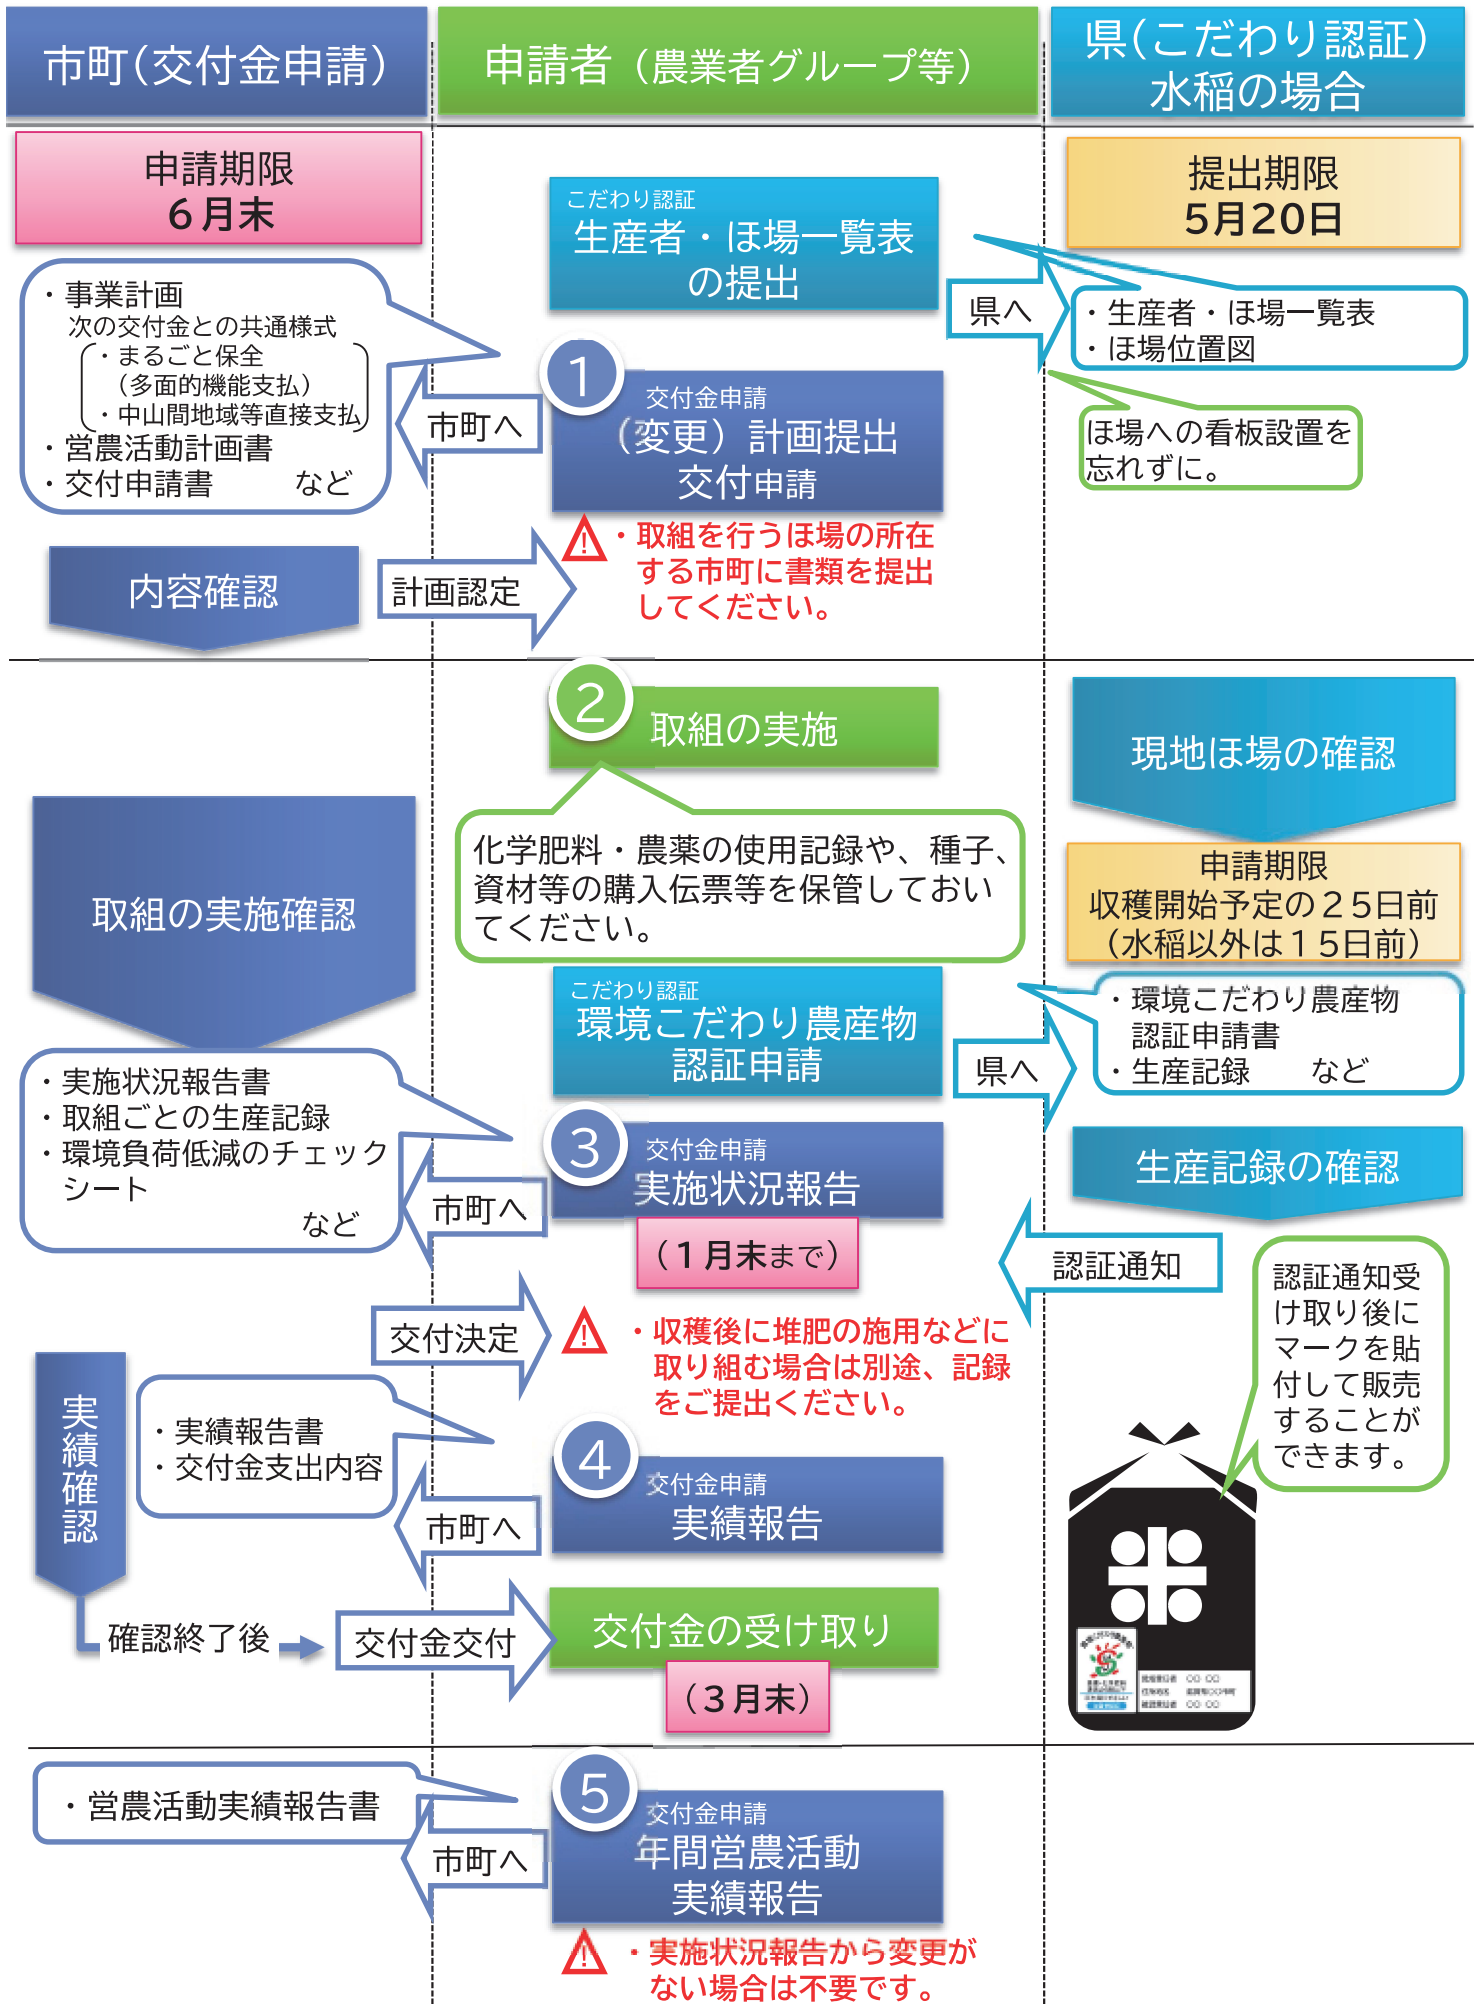 市町（交付金申請）
申請者（農業者グループ等）
県（こだわり認証）
水稲の場合
申請期限
６月末
提出期限
５月２０日
こだわり認証
生産者・ほ場一覧表
の提出
県へ
・生産者・ほ場一覧表
・ほ場位置図
ほ場への看板設置を
忘れずに。
・事業計画
次の交付金との共通様式
・まるごと保全
（多面的機能支払）
・中山間地域等直接支払
・営農活動計画書
・交付申請書　など
市町へ
1
交付金申請
（変更）計画提出
交付申請
・取組を行うほ場の所在
する市町に書類を提出
してください。
内容確認
計画認定
2
取組の実施
化学肥料・農薬の使用記録や、種子、
資材等の購入伝票等を保管しておい
てください。
現地ほ場の確認
申請期限
収穫開始予定の２５日前
（水稲以外は１５日前）
取組の実施確認
こだわり認証
環境こだわり農産物
認証申請
県へ
・環境こだわり農産物
認証申請書
・生産記録　など
・実施状況報告書
・取組ごとの生産記録
・環境負荷低減のチェック
シート
など
市町へ
3
交付金申請
実施状況報告
（１月末まで）
生産記録の確認
認証通知
認証通知受
け取り後に
マークを貼
付して販売
することが
できます。
交付決定
・収穫後に堆肥の施用などに
取り組む場合は別途、記録
をご提出ください。
実績確認
・実績報告書
・交付金支出内容
市町へ
4
交付金申請
実績報告
確認終了後
交付金交付
交付金の受け取り
（３月末）
・営農活動実績報告書
市町へ
5
交付金申請
年間営農活動
実績報告
・実施状況報告から変更が
ない場合は不要です。